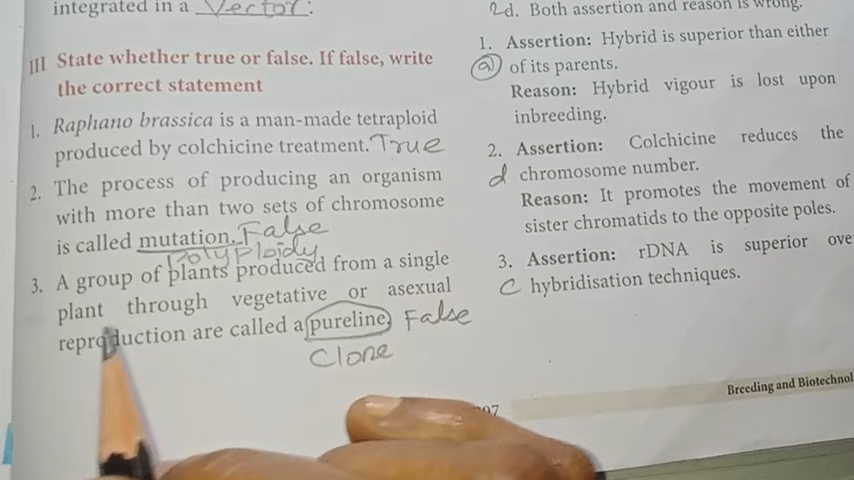 integrated in a Vector.
III State whether true or false. If false, write
the correct statement
1. Raphano brassica is a man-made tetraploid
produced by colchicine treatment. True
2. The process of producing an organism
with more than two sets of chromosome
is called mutation. False
Polyploidy
3. A group of plants produced from a single
plant through vegetative or asexual
reproduction are called a pureline. False
Clone
2d. Both assertion and reason is wrong.
1. Assertion: Hybrid is superior than either
a of its parents.
Reason: Hybrid vigour is lost upon
inbreeding.
2. Assertion: Colchicine reduces the
d chromosome number.
Reason: It promotes the movement of
sister chromatids to the opposite poles.
3. Assertion: rDNA is superior over
c hybridisation techniques.
Breeding and Biotechnol